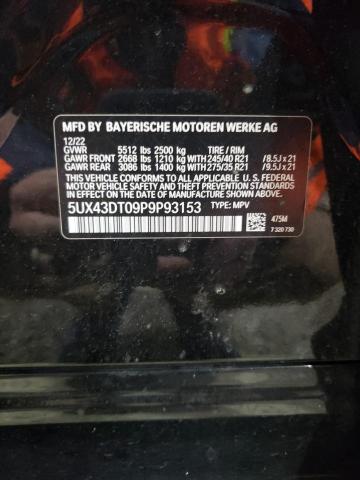 MFD BY BAYERISCHE MOTOREN WERKE AG
12/22
GVWR 5512 lbs 2500 kg TIRE / RIM
GAWR FRONT 2668 lbs 1210 kg WITH 245/40 R21 /8.5J x 21
GAWR REAR 3086 lbs 1400 kg WITH 275/35 R21 /9.5J x 21
THIS VEHICLE CONFORMS TO ALL APPLICABLE U. S. FEDERAL
MOTOR VEHICLE SAFETY AND THEFT PREVENTION STANDARDS
IN EFFECT ON THE DATE OF MANUFACTURE SHOWN ABOVE.
5UX43DT09P9P93153 TYPE: MPV
475M
7 320 730